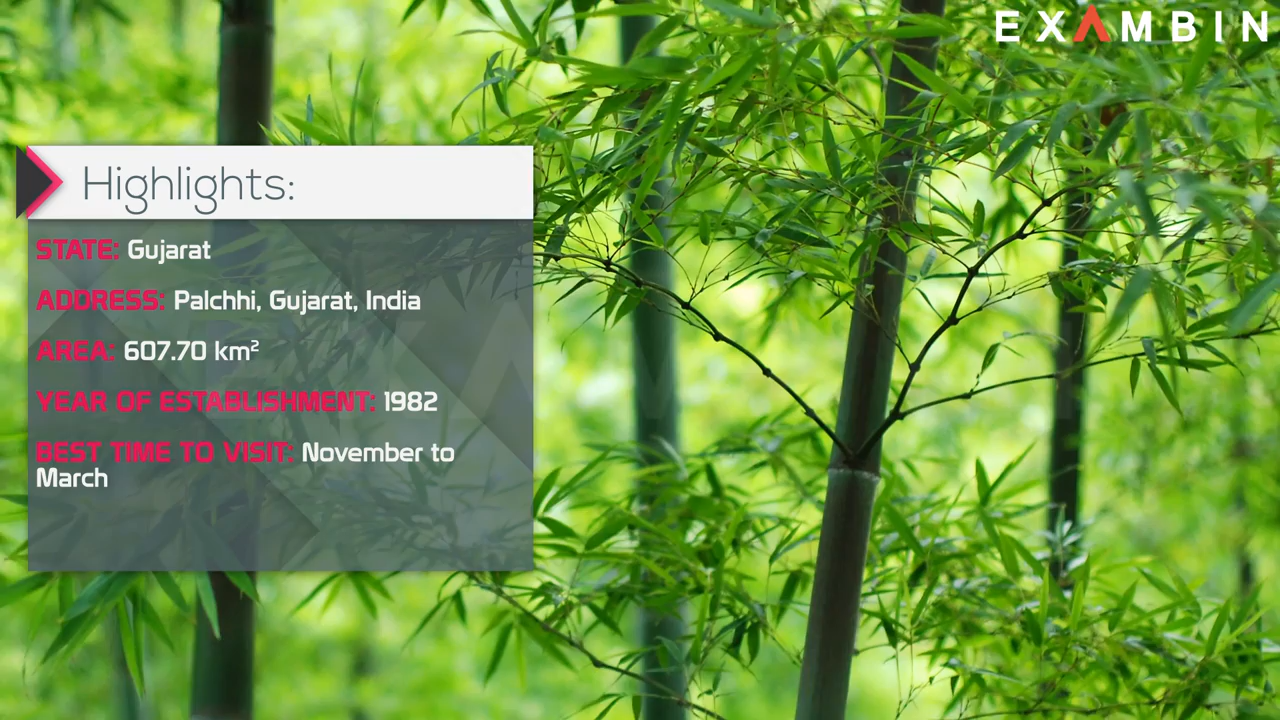 EXAMBIN
Highlights:
STATE: Gujarat
ADDRESS: Palchhi, Gujarat, India
AREA: 607.70 km²
YEAR OF ESTABLISHMENT: 1982
BEST TIME TO VISIT: November to
March